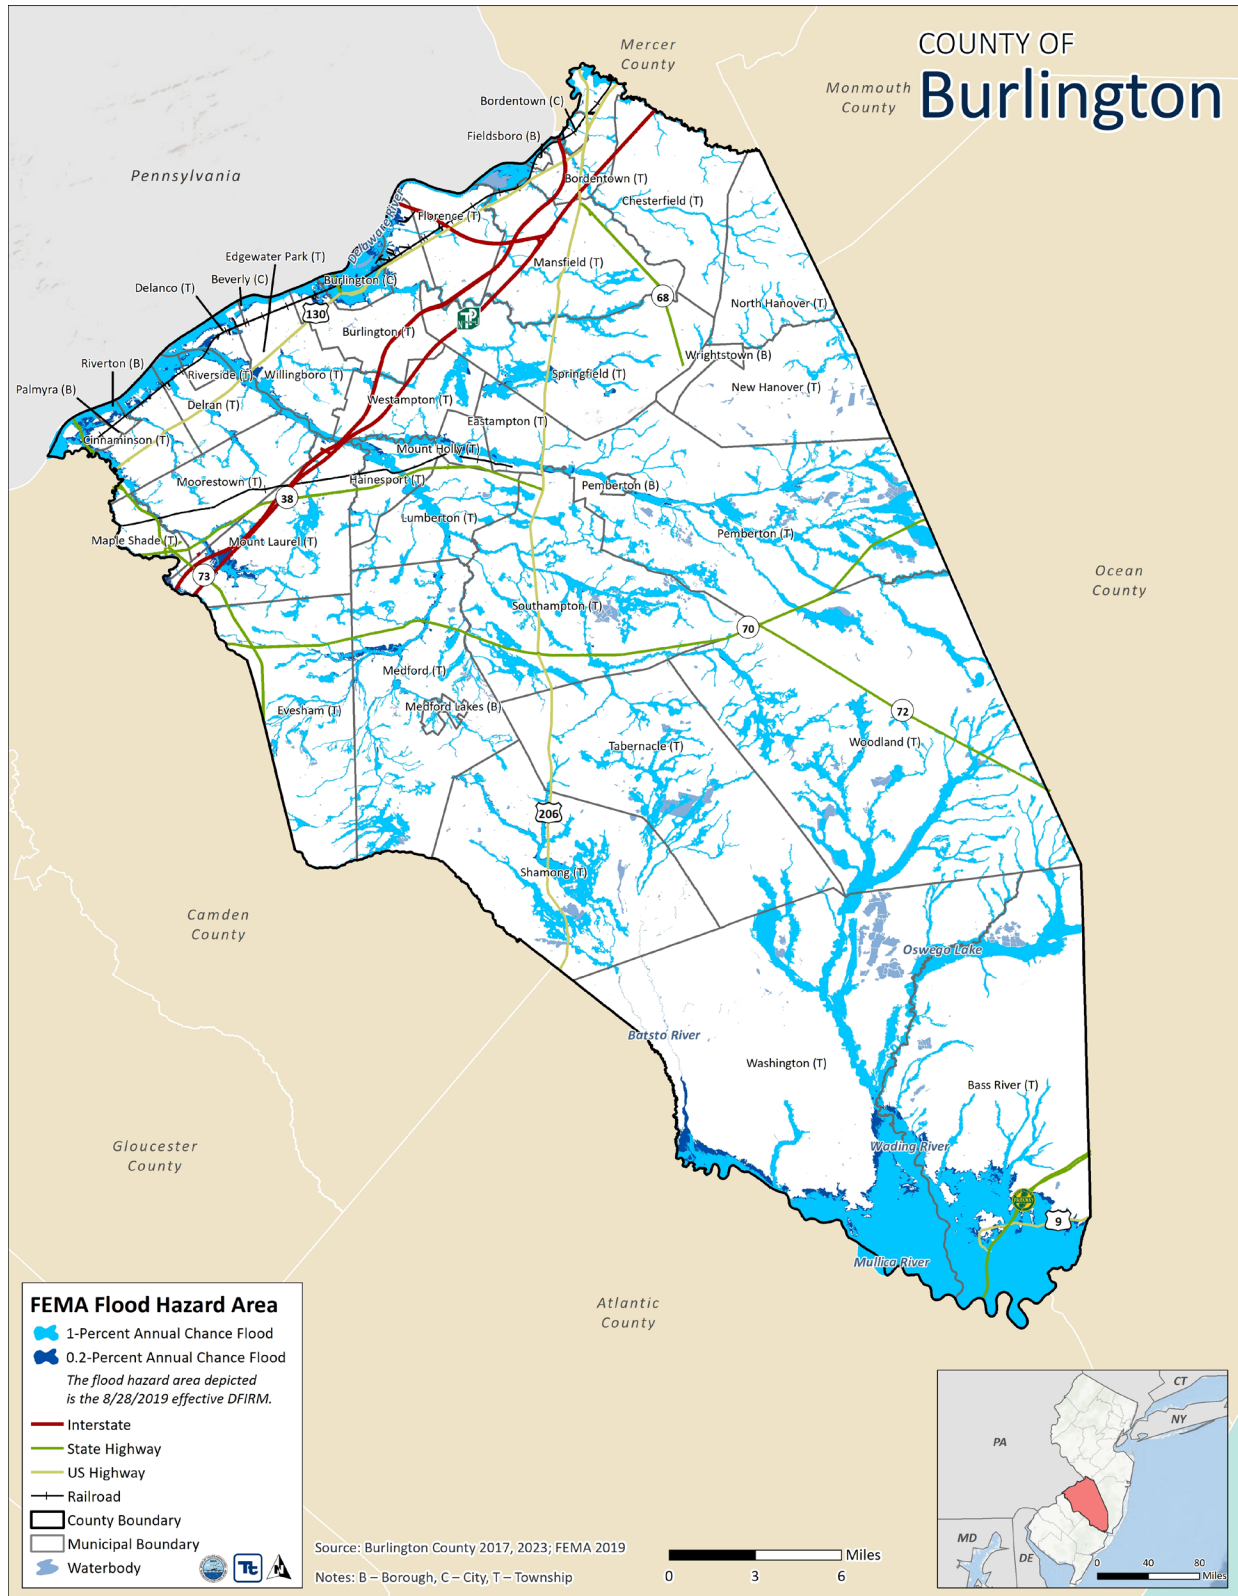 COUNTY OF
Burlington
Mercer
County
Monmouth
County
Bordentown (C)
Fieldsboro (B)
Pennsylvania
Bordentown (T)
Chesterfield (T)
Delaware River
Florence (T)
Edgewater Park (T)
Mansfield (T)
Beverly (C)
Burlington (C)
Delanco (T)
68
North Hanover (T)
130
TP
Burlington (T)
Wrightstown (B)
Riverton (B)
Riverside (T)
Willingboro (T)
Springfield (T)
Palmyra (B)
New Hanover (T)
Delran (T)
Westampton (T)
Eastampton (T)
Cinnaminson (T)
Mount Holly (T)
Moorestown (T)
Hainesport (T)
Pemberton (B)
38
Lumberton (T)
Maple Shade (T)
Mount Laurel (T)
Pemberton (T)
73
Ocean
County
Southampton (T)
70
Medford (T)
Evesham (T)
Medford Lakes (B)
72
Tabernacle (T)
Woodland (T)
206
Shamong (T)
Camden
County
Oswego Lake
Batsto River
Washington (T)
Bass River (T)
Gloucester
County
Wading River
9
Mullica River
Atlantic
County
FEMA Flood Hazard Area
1-Percent Annual Chance Flood
0.2-Percent Annual Chance Flood
The flood hazard area depicted
is the 8/28/2019 effective DFIRM.
Interstate
State Highway
US Highway
Railroad
County Boundary
Municipal Boundary
Waterbody
Tt
N
Source: Burlington County 2017, 2023; FEMA 2019
Notes: B – Borough, C – City, T – Township
Miles
0 3 6
CT
NY
PA
MD
DE
0 40 80
Miles